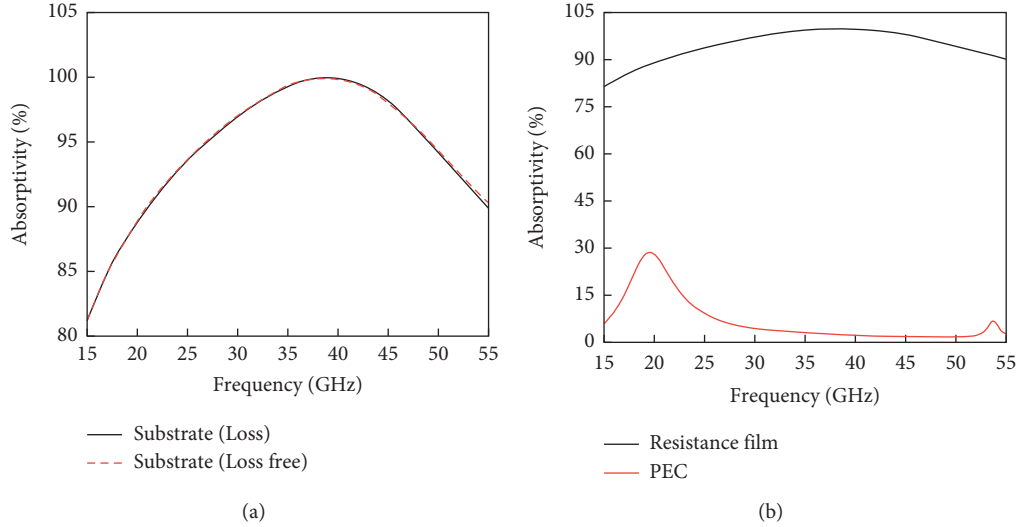 105
100
95
90
85
80
Absorptivity (%)
15 20 25 30 35 40 45 50 55
Frequency (GHz)
Substrate (Loss)
Substrate (Loss free)
(a)
105
90
75
60
45
30
15
0
Absorptivity (%)
15 20 25 30 35 40 45 50 55
Frequency (GHz)
Resistance film
PEC
(b)